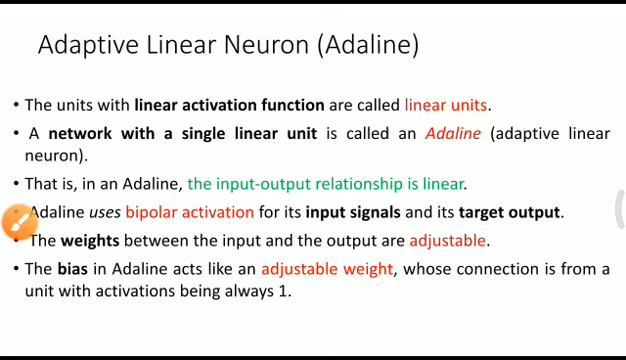 Adaptive Linear Neuron (Adaline)
• The units with linear activation function are called linear units.
• A network with a single linear unit is called an Adaline (adaptive linear
neuron).
• That is, in an Adaline, the input-output relationship is linear.
• Adaline uses bipolar activation for its input signals and its target output.
• The weights between the input and the output are adjustable.
• The bias in Adaline acts like an adjustable weight, whose connection is from a
unit with activations being always 1.